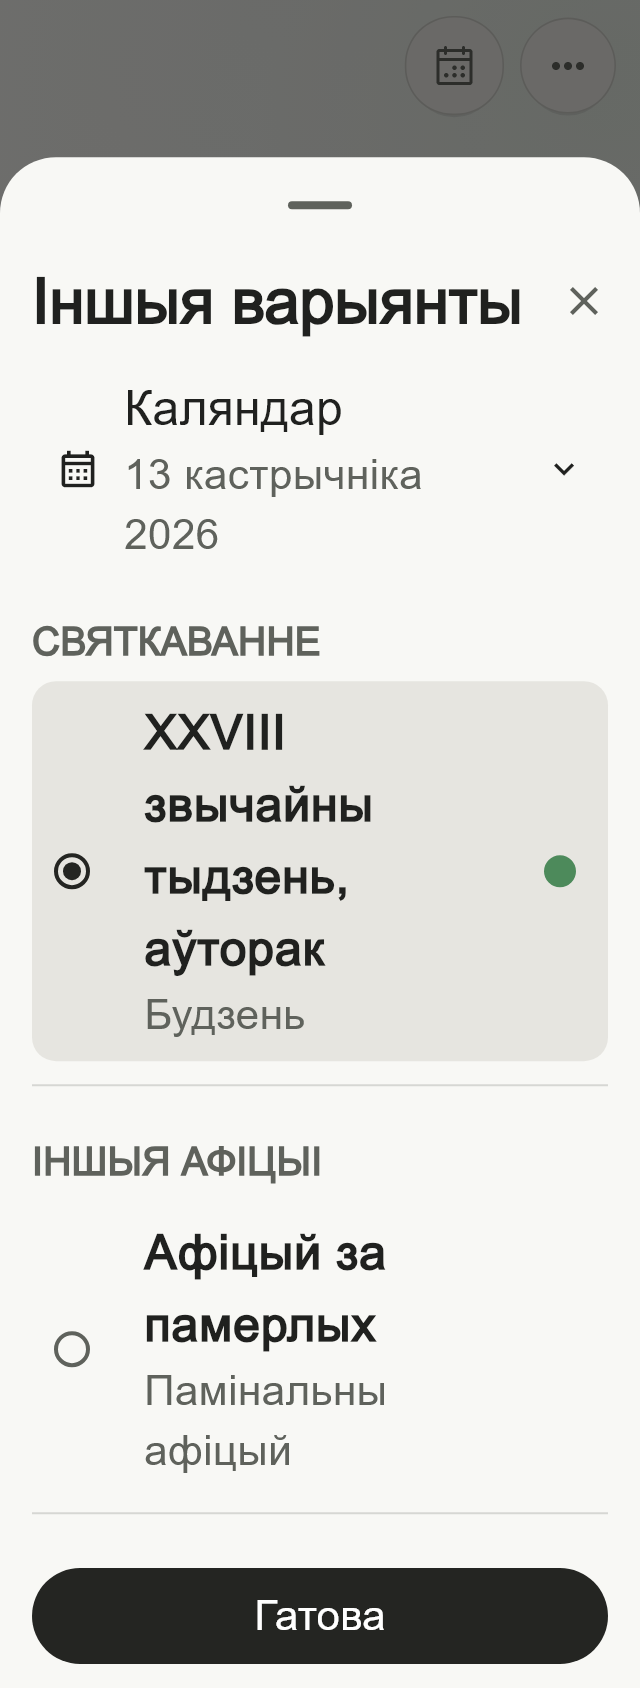 Іншыя варыянты
Каляндар
13 кастрычніка
2026
СВЯТКАВАННЕ
XXVIII
звычайны
тыдзень,
аўторак
Будзень
ІНШЫЯ АФІЦЫІ
Афіцый за
памерлых
Памінальны
афіцый
Гатова